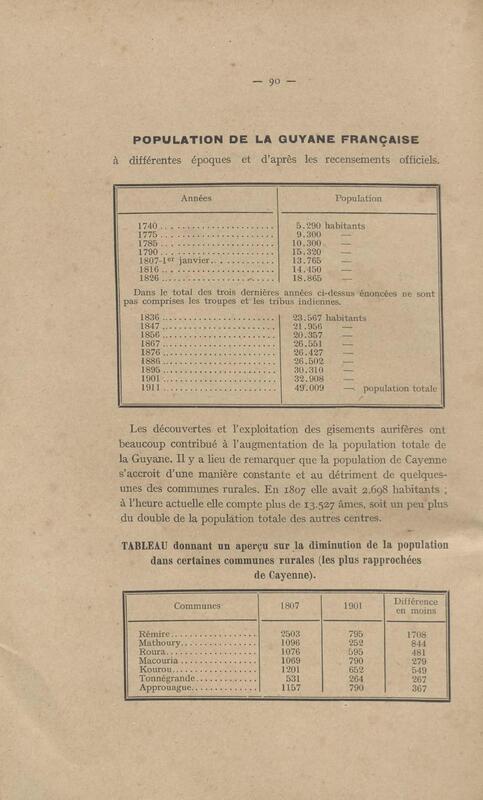 — 90 —
POPULATION DE LA GUYANE FRANÇAISE
à différentes époques et d'après les recensements officiels.
Années Population
1740 5.290 habitants
1775 9.300 —
1785 10.300 —
1790 15.320 —
1807-1er janvier 13.765 —
1816 14.450 —
1826 18.865 —
Dans le total des trois dernières années ci-dessus énoncées ne sont
pas comprises les troupes et les tribus indiennes.
1836 23.567 habitants
1847 21.956 —
1856 20.357 —
1867 26.551 —
1876 26.427 —
1886 26.502 —
1895 30.310 —
1901 32.908 —
1911 49.009 — population totale
Les découvertes et l'exploitation des gisements aurifères ont
beaucoup contribué à l'augmentation de la population totale de
la Guyane. Il y a lieu de remarquer que la population de Cayenne
s'accroit d'une manière constante et au détriment de quelques-
unes des communes rurales. En 1807 elle avait 2.698 habitants ;
à l'heure actuelle elle compte plus de 13.527 âmes, soit un peu plus
du double de la population totale des autres centres.
TABLEAU donnant un aperçu sur la diminution de la population
dans certaines communes rurales (les plus rapprochées
de Cayenne).
Communes 1807 1901 Différence
en moins
Rémire 2503 795 1708
Mathoury 1096 252 844
Roura 1076 595 481
Macouria 1069 790 279
Kourou 1201 652 549
Tonnégrande 531 264 267
Approuague 1157 790 367